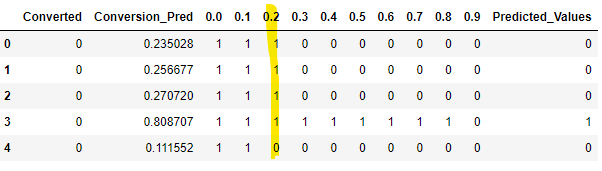 Converted Conversion_Pred 0.0 0.1 0.2 0.3 0.4 0.5 0.6 0.7 0.8 0.9 Predicted_Values
0 0 0.235028 1 1 1 0 0 0 0 0 0 0 0
1 0 0.256677 1 1 1 0 0 0 0 0 0 0 0
2 0 0.270720 1 1 1 0 0 0 0 0 0 0 0
3 0 0.808707 1 1 1 1 1 1 1 1 1 0 1
4 0 0.111552 1 1 0 0 0 0 0 0 0 0 0